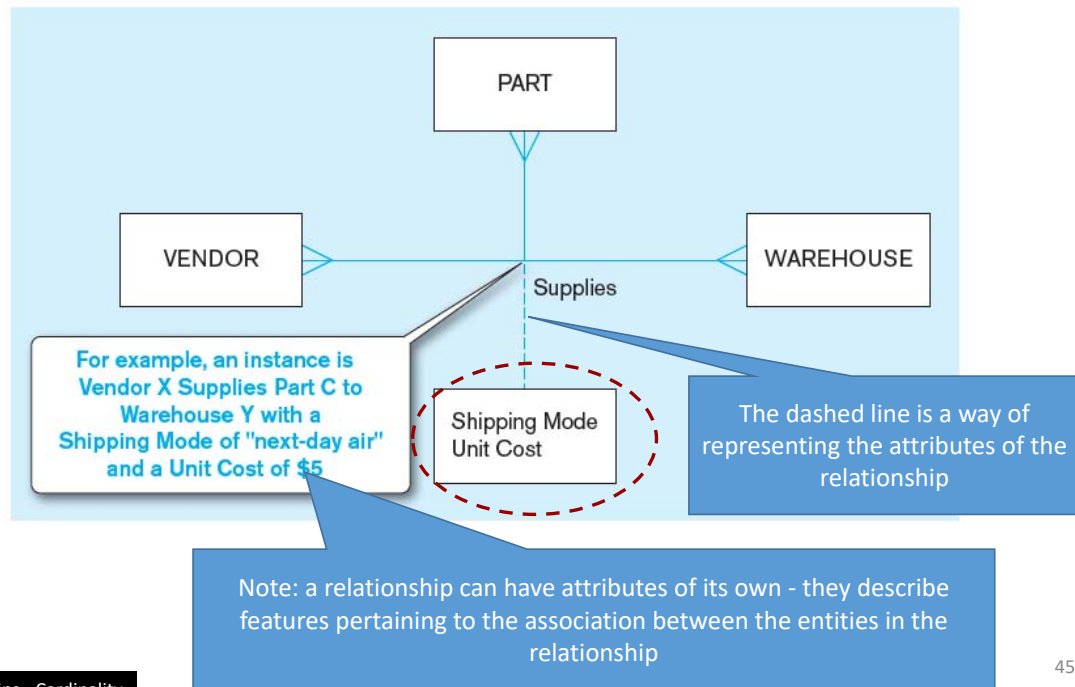 PART
VENDOR
WAREHOUSE
Supplies
For example, an instance is
Vendor X Supplies Part C to
Warehouse Y with a
Shipping Mode of "next-day air"
and a Unit Cost of $5
Shipping Mode
Unit Cost
The dashed line is a way of
representing the attributes of the
relationship
Note: a relationship can have attributes of its own - they describe
features pertaining to the association between the entities in the
relationship
45
Cardinality